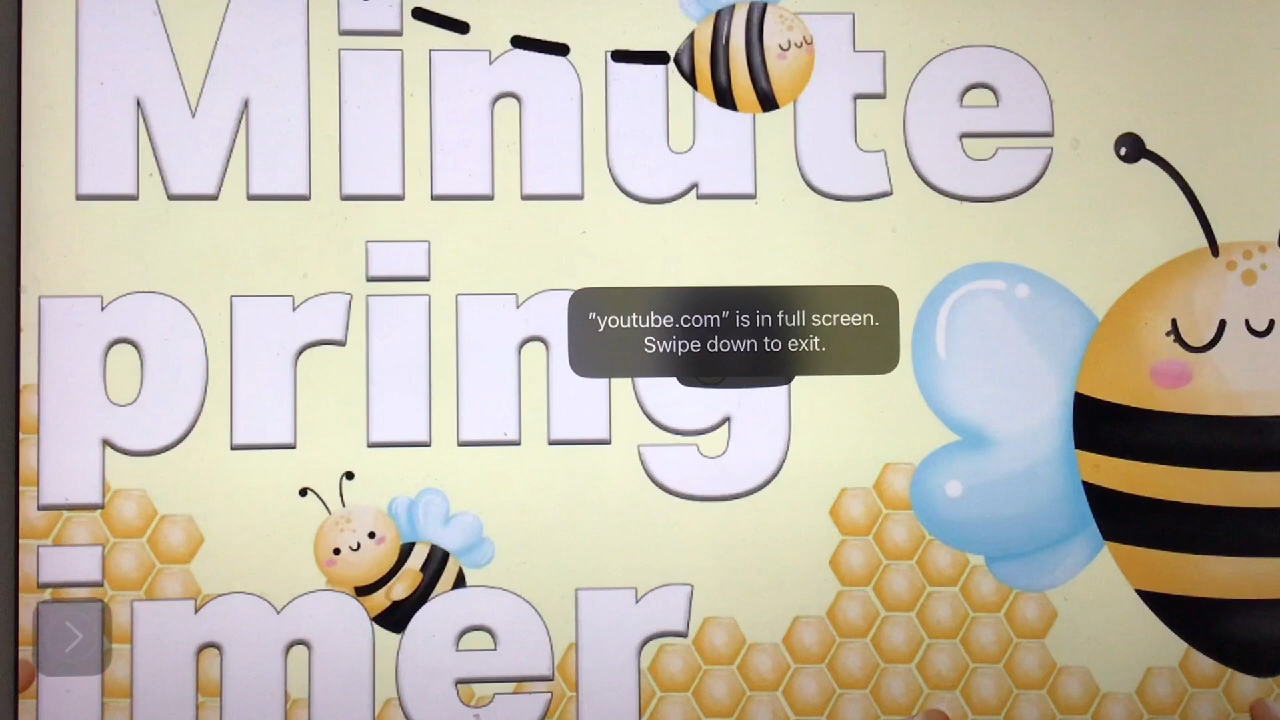 Minute
pring
imer
"youtube.com" is in full screen.
Swipe down to exit.